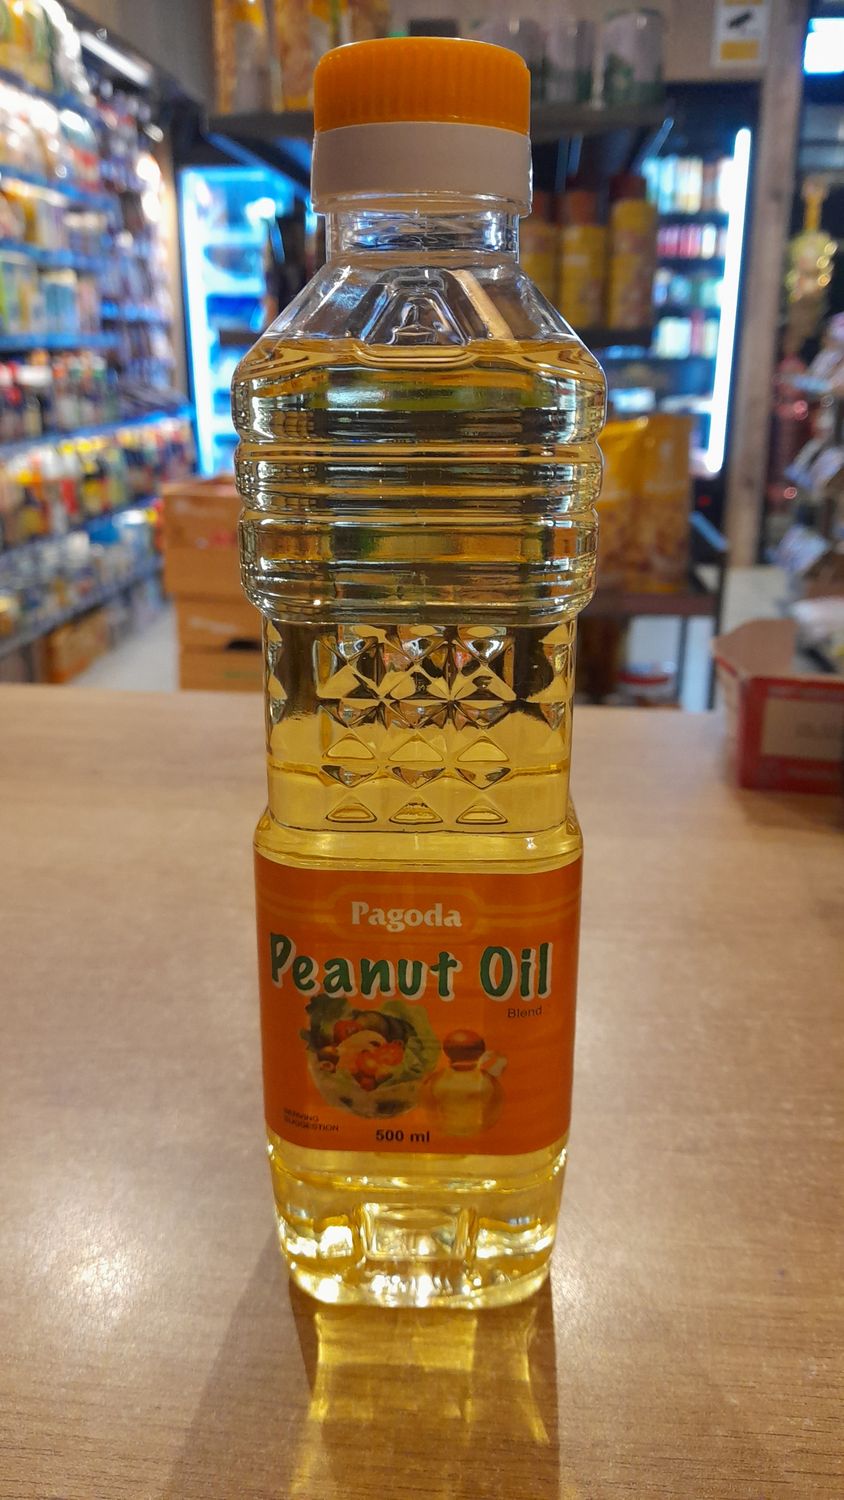 Pagoda
Peanut Oil
Blend
SERVING
SUGGESTION
500 ml